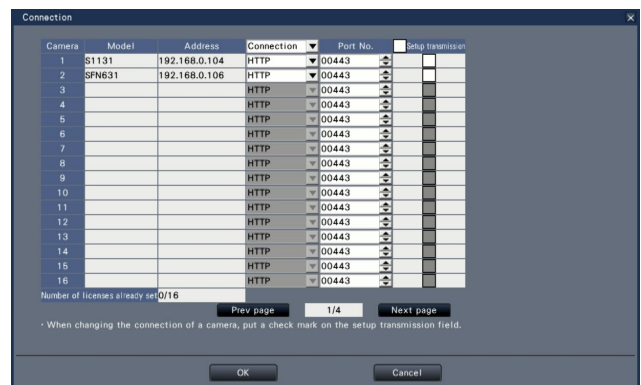 Connection
Camera Model Address Connection Port No. Setup transmission
1 S1131 192.168.0.104 HTTP 00443
2 SFN631 192.168.0.106 HTTP 00443
3 HTTP 00443
4 HTTP 00443
5 HTTP 00443
6 HTTP 00443
7 HTTP 00443
8 HTTP 00443
9 HTTP 00443
10 HTTP 00443
11 HTTP 00443
12 HTTP 00443
13 HTTP 00443
14 HTTP 00443
15 HTTP 00443
16 HTTP 00443
Number of licenses already set 0/16
Prev page 1/4 Next page
· When changing the connection of a camera, put a check mark on the setup transmission field.
OK Cancel